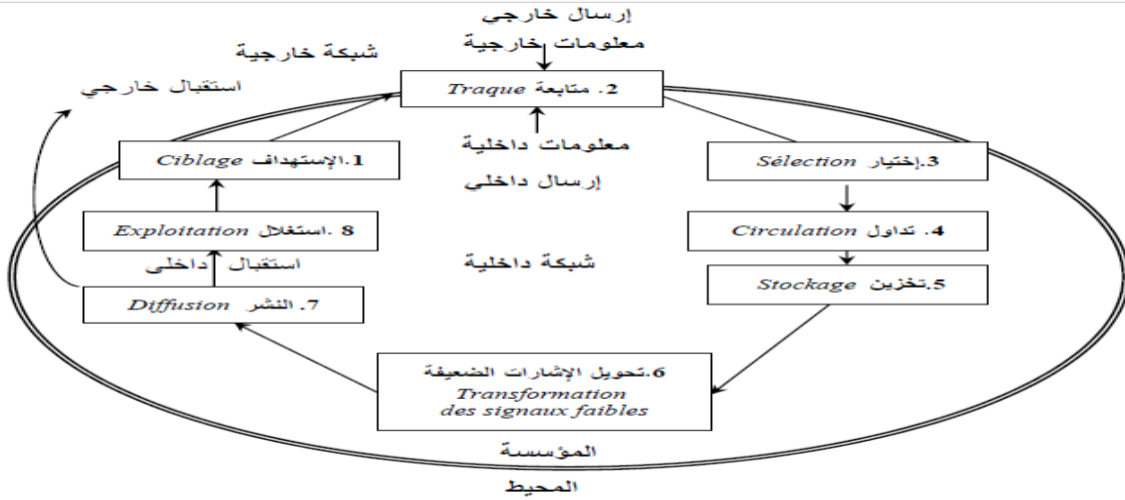 إرسال خارجي
معلومات خارجية
شبكة خارجية
استقبال خارجي
2. متابعة Traque
معلومات داخلية
إرسال داخلي
1.الإستهداف Ciblage
3.إختيار Sélection
8 .استغلال Exploitation
4. تداول Circulation
استقبال داخلى
شبكة داخلية
5.تخزين Stockage
7. النشر Diffusion
6.تحويل الإشارات الضعيفة
Transformation
des signaux faibles
المؤسسة
المحيط